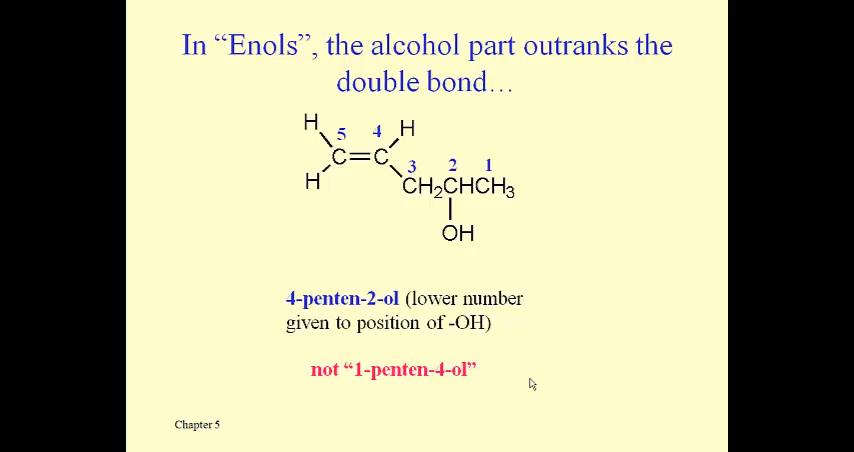 In “Enols”, the alcohol part outranks the
double bond…
H 5 4 H
C=C 3 2 1
H CH₂CHCH₃
OH
4-penten-2-ol (lower number
given to position of -OH)
not “1-penten-4-ol”
Chapter 5